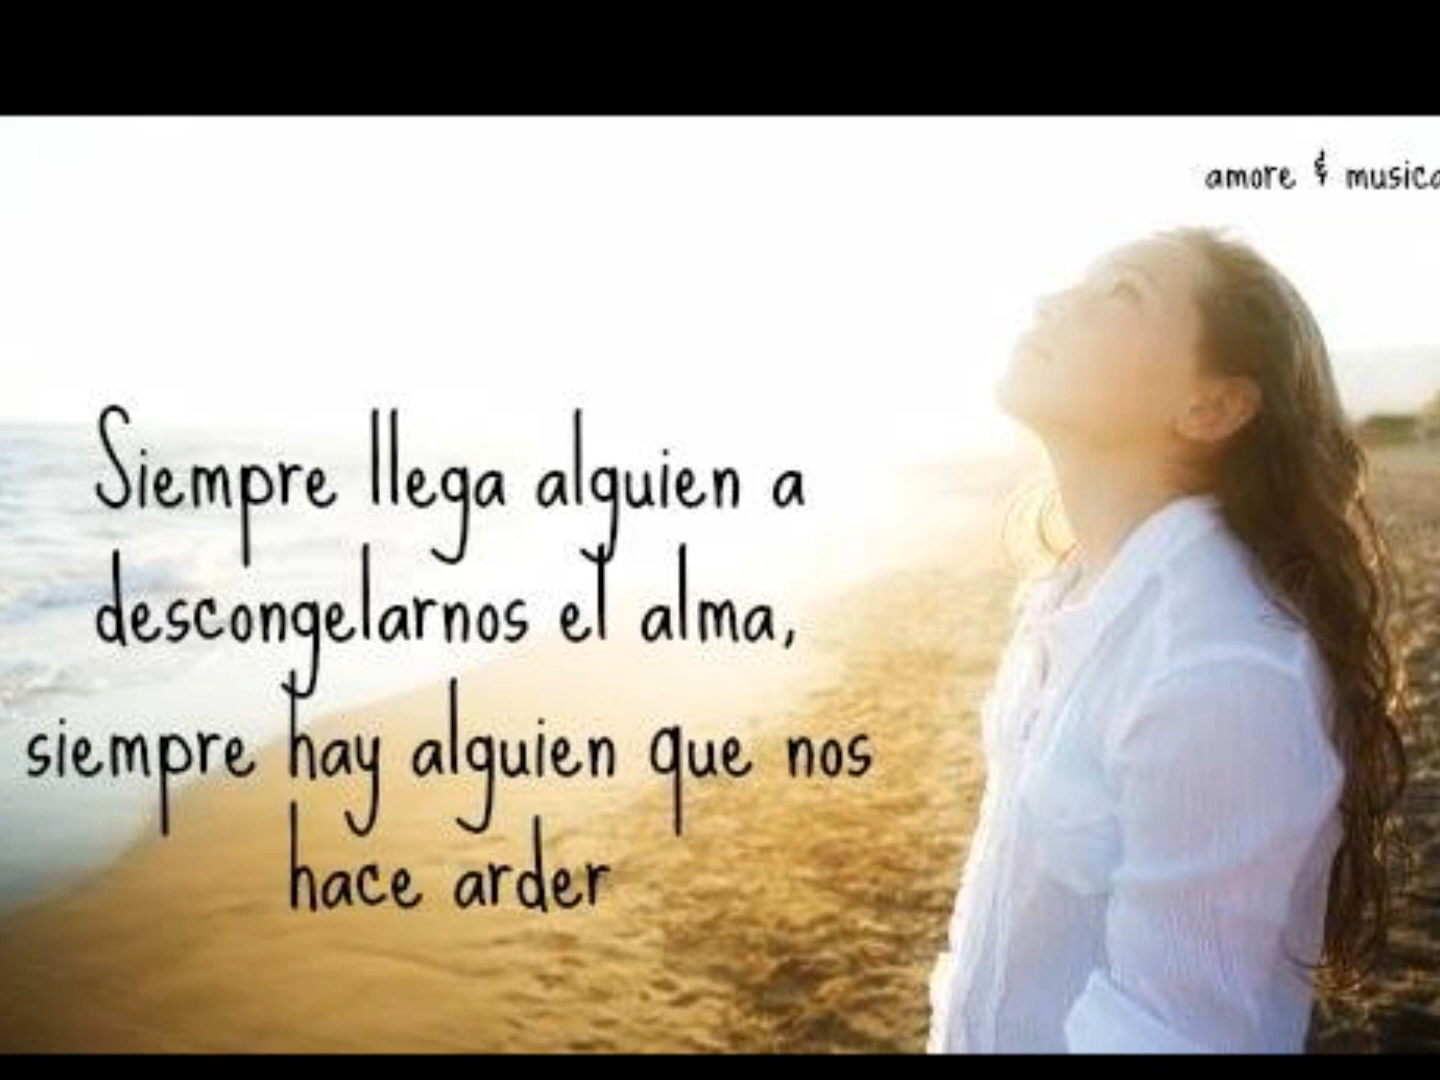 amore & musica
Siempre llega alguien a
descongelarnos el alma,
siempre hay alguien que nos
hace arder